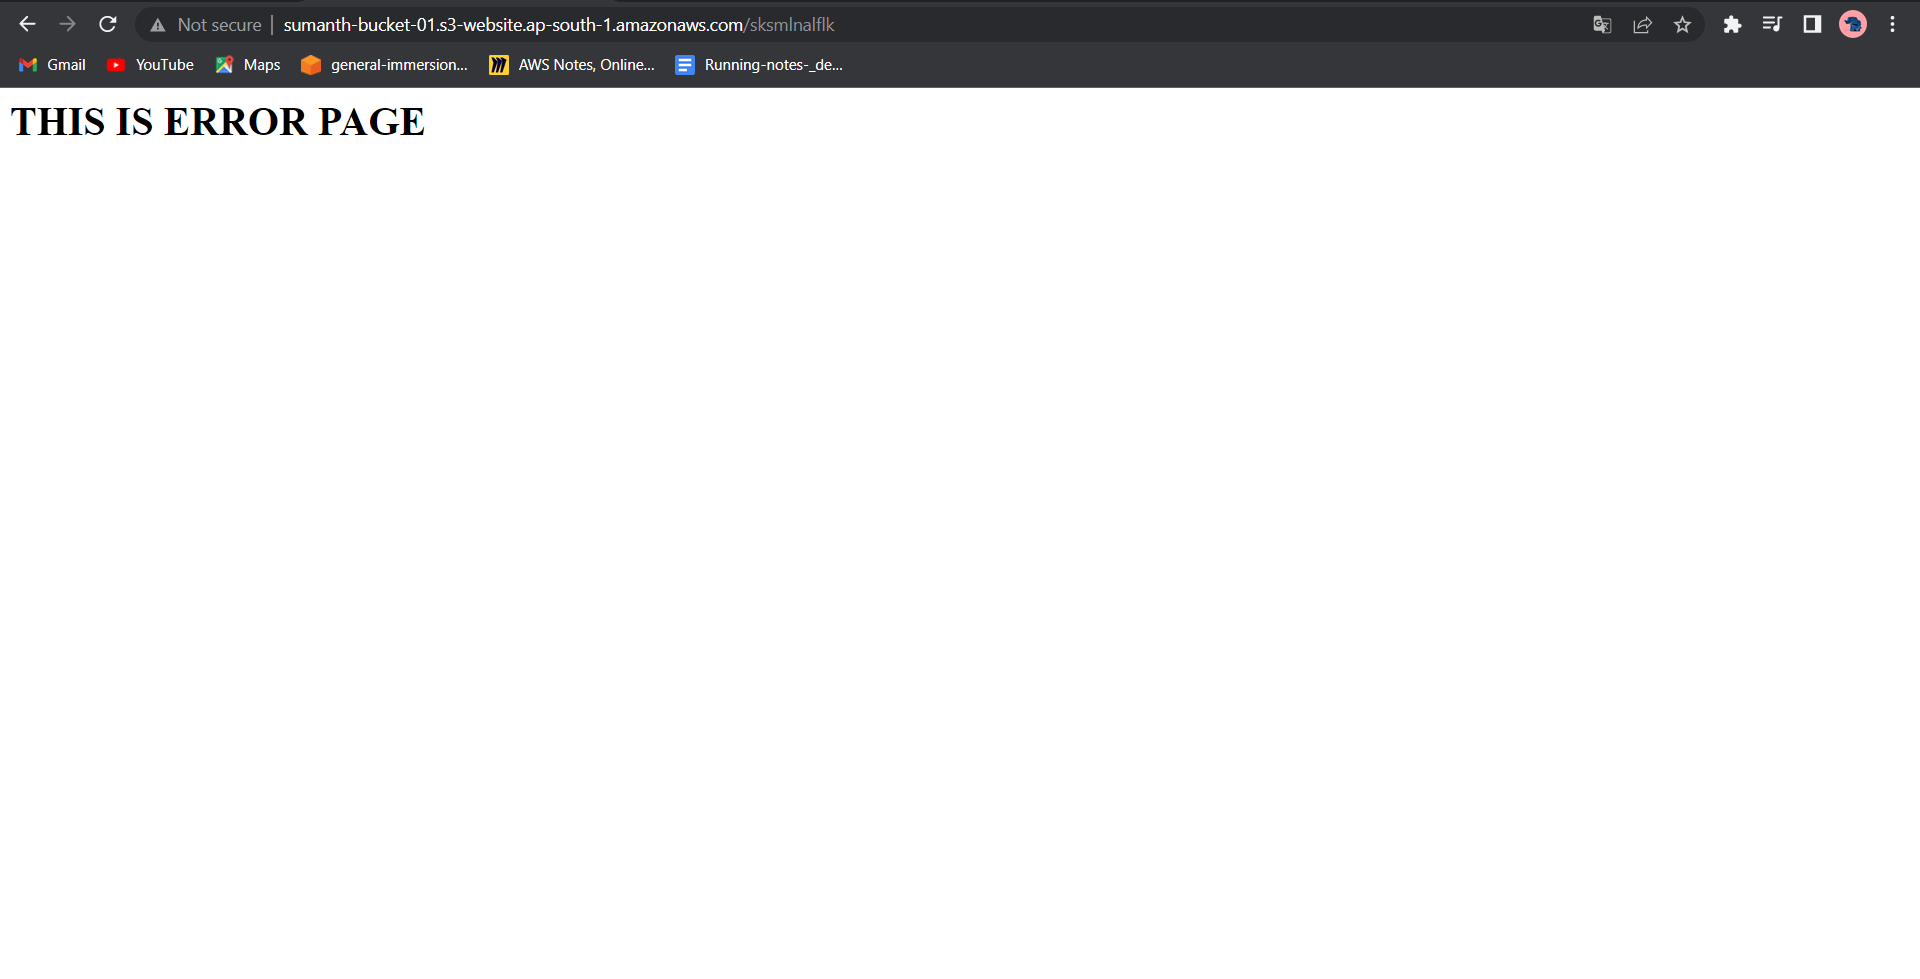 Not secure | sumanth-bucket-01.s3-website.ap-south-1.amazonaws.com/sksmlnalflk
Gmail YouTube Maps general-immersion... AWS Notes, Online... Running-notes-_de...
THIS IS ERROR PAGE